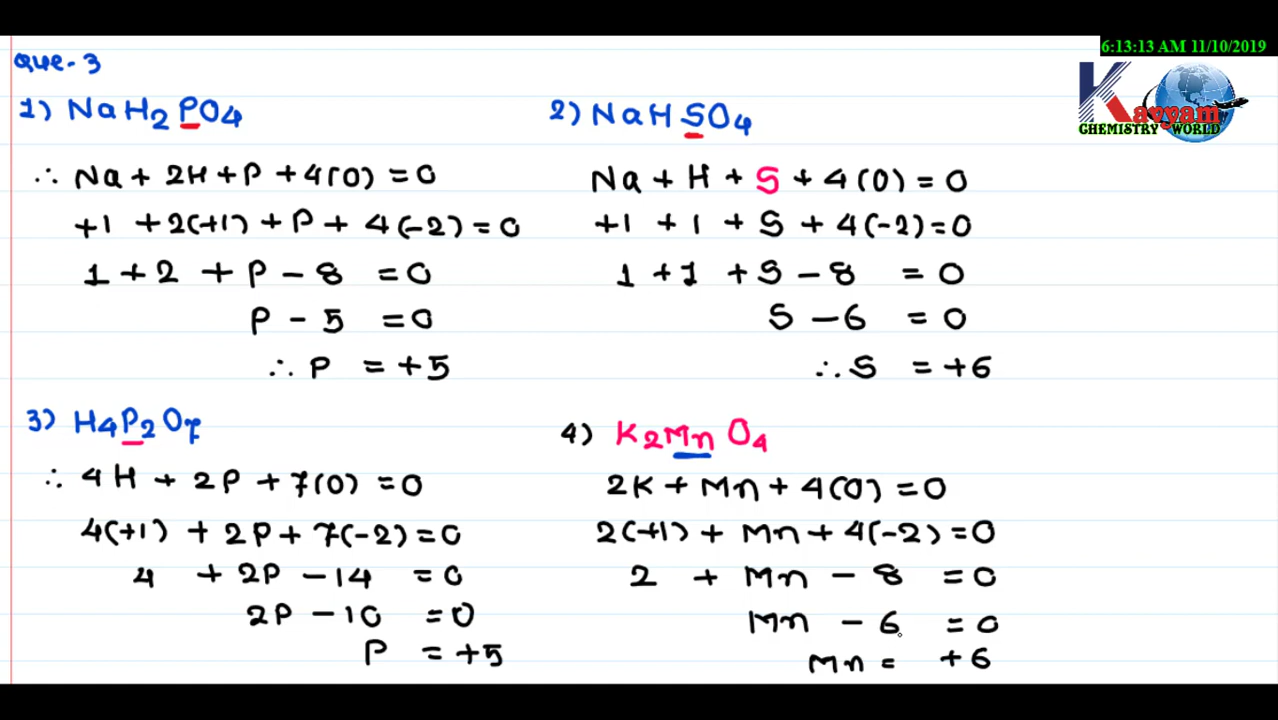 6:13:13 AM 11/10/2019
Que-3
Kavyam
CHEMISTRY WORLD
1) NaH2PO4
∴ Na + 2H + P + 4(O) = 0
+1 + 2(+1) + P + 4(-2) = 0
1 + 2 + P - 8 = 0
P - 5 = 0
∴ P = +5
2) NaHSO4
Na + H + S + 4(O) = 0
+1 + 1 + S + 4(-2) = 0
1 + 1 + S - 8 = 0
S - 6 = 0
∴ S = +6
3) H4P2O7
∴ 4H + 2P + 7(O) = 0
4(+1) + 2P + 7(-2) = 0
4 + 2P - 14 = 0
2P - 10 = 0
P = +5
4) K2MnO4
2K + Mn + 4(O) = 0
2(+1) + Mn + 4(-2) = 0
2 + Mn - 8 = 0
Mn - 6 = 0
Mn = +6